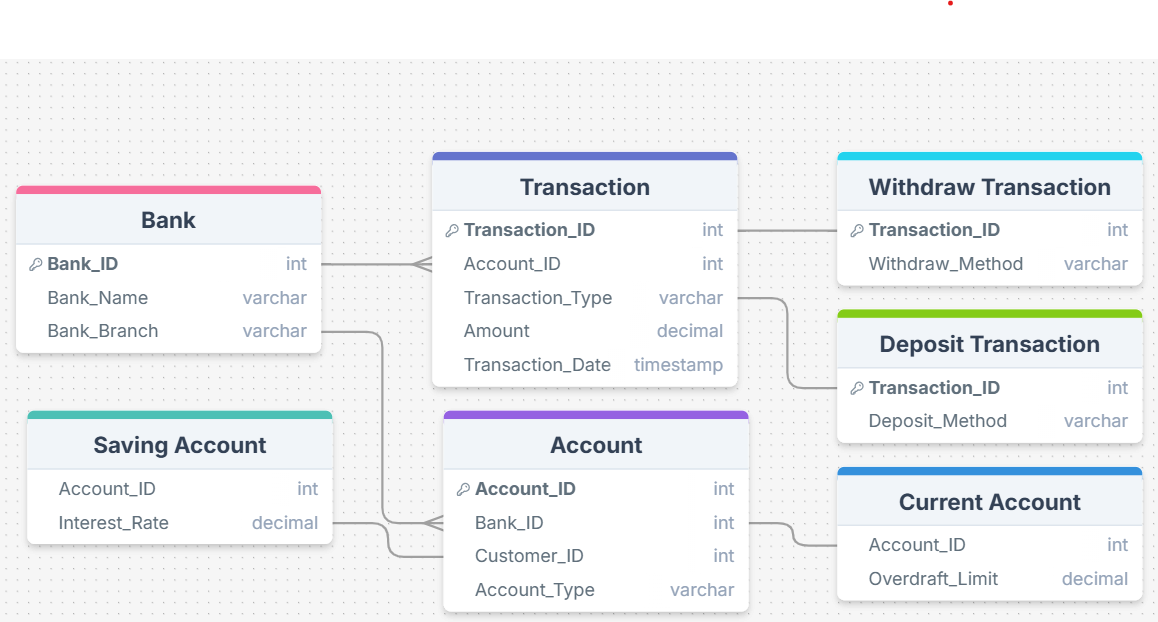 Bank
Bank_ID int
Bank_Name varchar
Bank_Branch varchar
Transaction
Transaction_ID int
Account_ID int
Transaction_Type varchar
Amount decimal
Transaction_Date timestamp
Withdraw Transaction
Transaction_ID int
Withdraw_Method varchar
Deposit Transaction
Transaction_ID int
Deposit_Method varchar
Saving Account
Account_ID int
Interest_Rate decimal
Account
Account_ID int
Bank_ID int
Customer_ID int
Account_Type varchar
Current Account
Account_ID int
Overdraft_Limit decimal